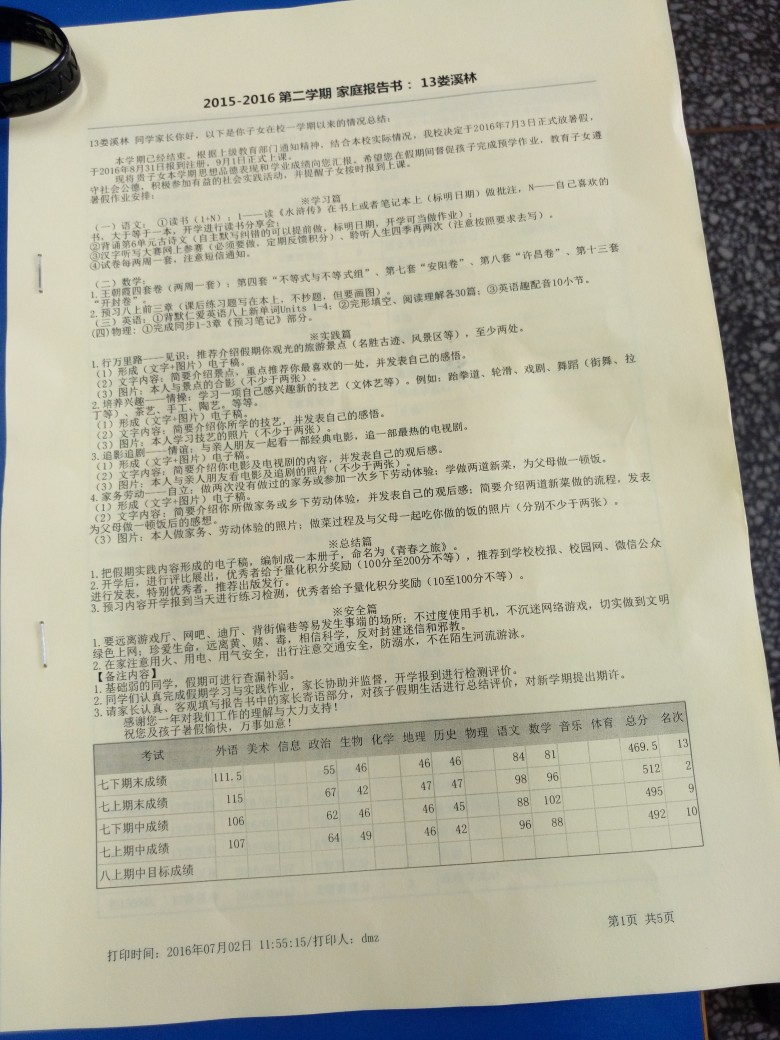 2015-2016 第二学期 家庭报告书： 13娄溪林
13娄溪林 同学家长你好，以下是你子女在校一学期以来的情况总结：
本学期已经结束，根据上级教育部门通知精神，结合本校实际情况，我校决定于2016年7月3日正式放暑假，
于2016年8月31日报到注册，9月1日正式上课。
现将贵子女本学期思想品德表现和学业成绩向您汇报，希望您在假期间督促孩子完成预学作业，教育子女遵
守社会公德，积极参加有益的社会实践活动，并提醒子女按时报到上课。
暑假作业安排：
※学习篇
（一）语文： ①读书（1+N）：1——读《水浒传》在书上或者笔记本上（标明日期）做批注，N——自己喜欢的
书，大于等于一本，开学进行读书分享会；
②背诵第6单元古诗文（自主默写纠错的可以提前做，标明日期，开学可当做作业）；
③汉字听写大赛网上参赛（必须要做，定期反馈积分）、聆听人生四季再两次（注意按照要求去写）。
④试卷每两周一套，注意短信通知。
（二）数学：
1.王朝霞四套卷（两周一套）：第四套“不等式与不等式组”、第七套“安阳卷”、第八套“许昌卷”、第十三套
“开封卷”。
2.预习八上前三章（课后练习题写在本上，不抄题，但要画图）。
（三）英语：①背默仁爱英语八上新单词Units 1-4；②完形填空、阅读理解各30篇；③英语趣配音10小节。
(四)物理：①完成同步1-3章《预习笔记》部分。
※实践篇
1.行万里路——见识：推荐介绍假期你观光的旅游景点（名胜古迹、风景区等），至少两处。
（1）形成（文字+图片）电子稿。
（2）文字内容：简要介绍景点、重点推荐你最喜欢的一处，并发表自己的感悟。
（3）图片：本人与景点的合影（不少于两张）。
2.培养兴趣——情操：学习一项自己感兴趣新的技艺（文体艺等）。例如：跆拳道、轮滑、戏剧、舞蹈（街舞、拉
丁等）、茶艺、手工、陶艺，等等。
（1）形成（文字+图片）电子稿。
（2）文字内容：简要介绍你所学的技艺，并发表自己的感悟。
（3）图片：本人学习技艺的照片（不少于两张）。
3.追影追剧——情谊：与亲人朋友一起看一部经典电影，追一部最热的电视剧。
（1）形成（文字+图片）电子稿。
（2）文字内容：简要介绍你电影及电视剧的内容，并发表自己的观后感。
（3）图片：本人与亲人朋友看电影及追剧的照片（不少于两张）。
4.家务劳动——自立：做两次没有做过的家务或参加一次乡下劳动体验；学做两道新菜，为父母做一顿饭。
（1）形成（文字+图片）电子稿。
（2）文字内容：简要介绍你所做家务或乡下劳动体验，并发表自己的观后感；简要介绍两道新菜做的流程，发表
为父母做一顿饭后的感想。
（3）图片：本人做家务、劳动体验的照片；做菜过程及与父母一起吃你做的饭的照片（分别不少于两张）。
※总结篇
1.把假期实践内容形成的电子稿，编制成一本册子，命名为《青春之旅》。
2.开学后，进行评比展出，优秀者给予量化积分奖励（100分至200分不等），推荐到学校校报、校园网、微信公众
进行发表，特别优秀者，推荐出版发行。
3.预习内容开学报到当天进行练习检测，优秀者给予量化积分奖励（10至100分不等）。
※安全篇
1.要远离游戏厅、网吧、迪厅、背街偏巷等易发生事端的场所；不过度使用手机，不沉迷网络游戏，切实做到文明
绿色上网；珍爱生命，远离黄、赌、毒，相信科学，反对封建迷信和邪教。
2.在家注意用火、用电、用气安全，出行注意交通安全，防溺水，不在陌生河流游泳。
【备注内容】
1.基础弱的同学，假期可进行查漏补弱。
2.同学们认真完成假期学习与实践作业，家长协助并监督，开学报到进行检测评价。
3.请家长认真、客观填写报告书中的家长寄语部分，对孩子假期生活进行总结评价，对新学期提出期许。
感谢您一年对我们工作的理解与大力支持！
祝您及孩子暑假愉快，万事如意！
考试 外语 美术 信息 政治 生物 化学 地理 历史 物理 语文 数学 音乐 体育 总分 名次
七下期末成绩 111.5 55 46 46 46 84 81 469.5 13
七上期末成绩 115 67 42 47 47 98 96 512 2
七下期中成绩 106 62 46 46 45 88 102 495 9
七上期中成绩 107 64 49 46 42 96 88 492 10
八上期中目标成绩
第1页 共5页
打印时间：2016年07月02日 11:55:15/打印人：dmz